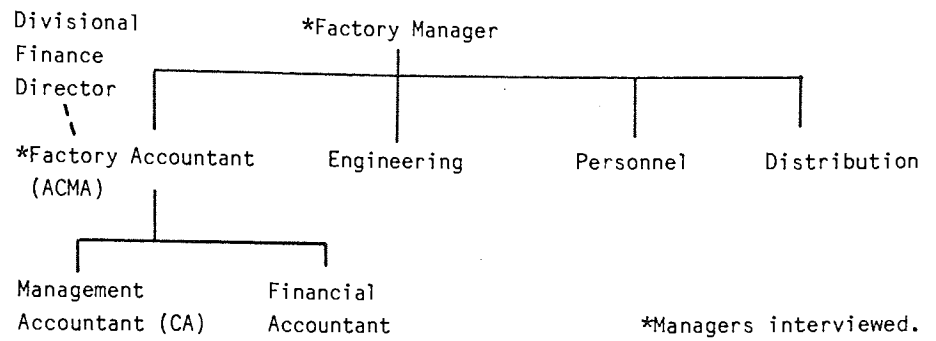 Divisional
Finance
Director
*Factory Manager
*Factory Accountant
(ACMA)
Engineering
Personnel
Distribution
Management
Accountant (CA)
Financial
Accountant
*Managers interviewed.